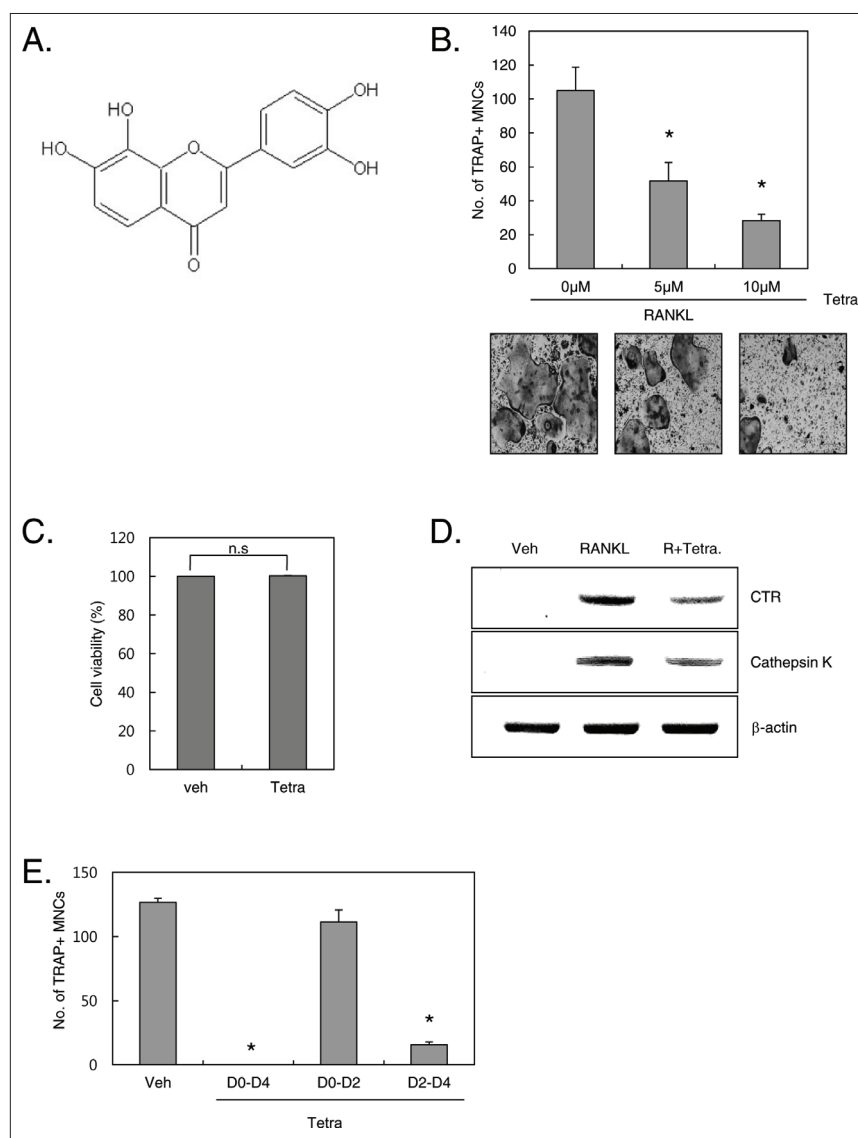 A.
HO
HO
O
OH
OH
O
B.
No. of TRAP+ MNCs
140
120
100
80
60
40
20
0
*
*
0µM 5µM 10µM
Tetra
RANKL
C.
Cell viability (%)
120
100
80
60
40
20
0
n.s
veh Tetra
D.
Veh RANKL R+Tetra.
CTR
Cathepsin K
β-actin
E.
No. of TRAP+ MNCs
150
100
50
0
*
*
Veh D0-D4 D0-D2 D2-D4
Tetra